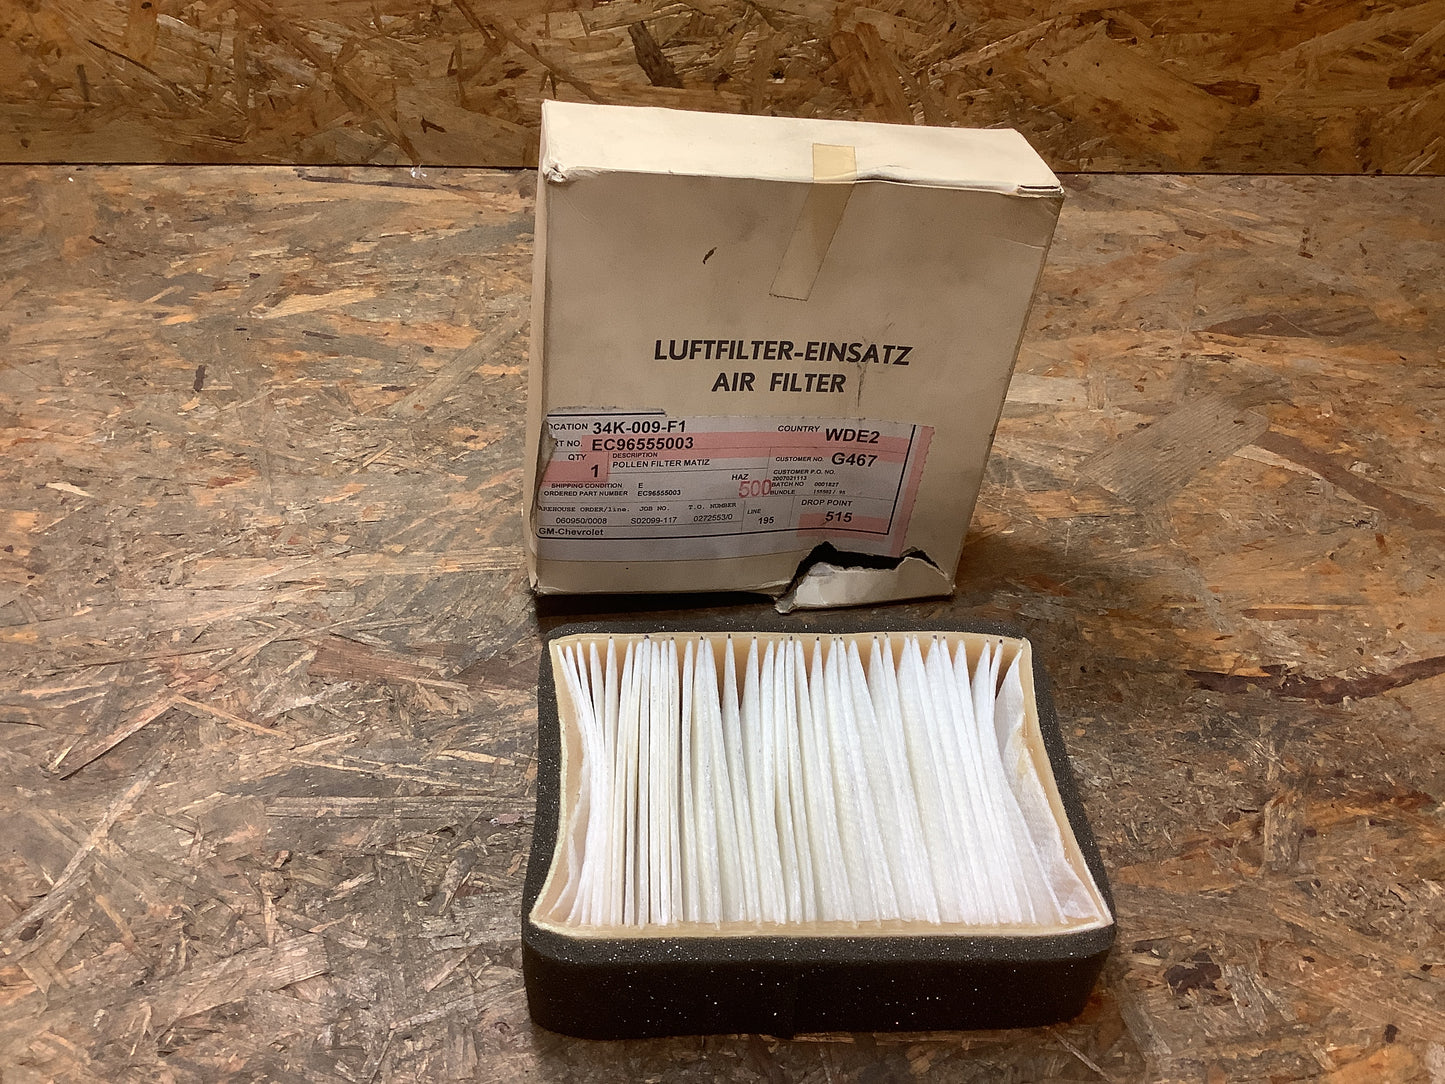 LUFTFILTER-EINSATZ
AIR FILTER
OCATION 34K-009-F1 COUNTRY WDE2
RT NO. EC96555003
QTY 1 DESCRIPTION CUSTOMER NO. G467
POLLEN FILTER MATIZ
HAZ CUSTOMER P.O. NO.
2007021113
SHIPPING CONDITION E 500 BATCH NO 0001827
ORDERED PART NUMBER EC96555003 BUNDLE
AREHOUSE ORDER/line. JOB NO. T.O. NUMBER LINE DROP POINT
060950/0008 S02099-117 0272553/0 195 515
GM-Chevrolet